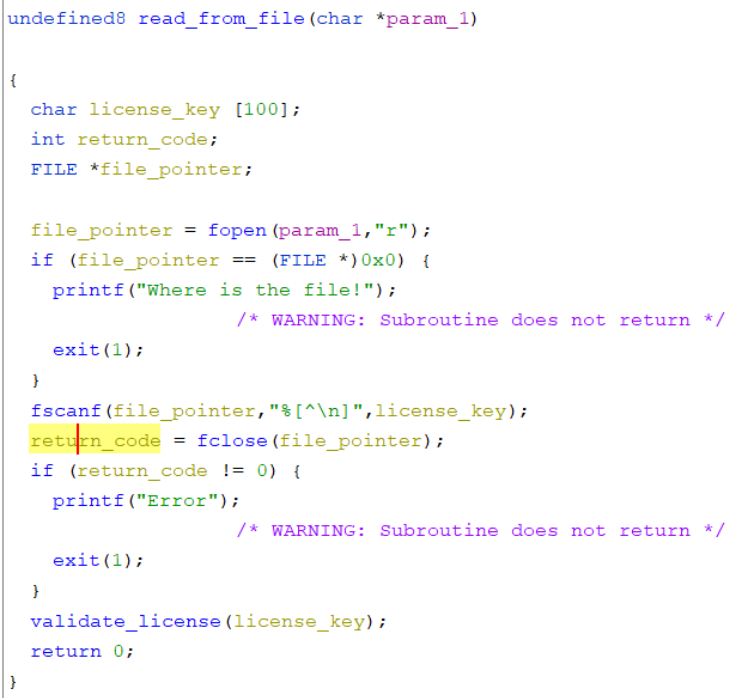 undefined8 read_from_file(char *param_1)
{
char license_key [100];
int return_code;
FILE *file_pointer;
file_pointer = fopen(param_1,"r");
if (file_pointer == (FILE *)0x0) {
printf("Where is the file!");
/* WARNING: Subroutine does not return */
exit(1);
}
fscanf(file_pointer,"%[^\n]",license_key);
return_code = fclose(file_pointer);
if (return_code != 0) {
printf("Error");
/* WARNING: Subroutine does not return */
exit(1);
}
validate_license(license_key);
return 0;
}